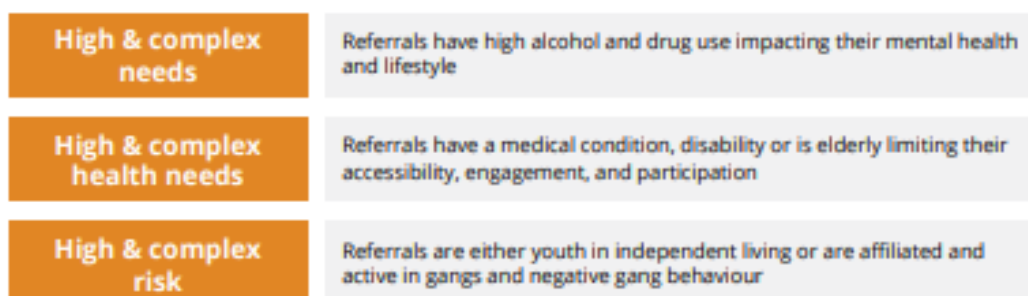 High & complex
needs
Referrals have high alcohol and drug use impacting their mental health
and lifestyle
High & complex
health needs
Referrals have a medical condition, disability or is elderly limiting their
accessibility, engagement, and participation
High & complex
risk
Referrals are either youth in independent living or are affiliated and
active in gangs and negative gang behaviour